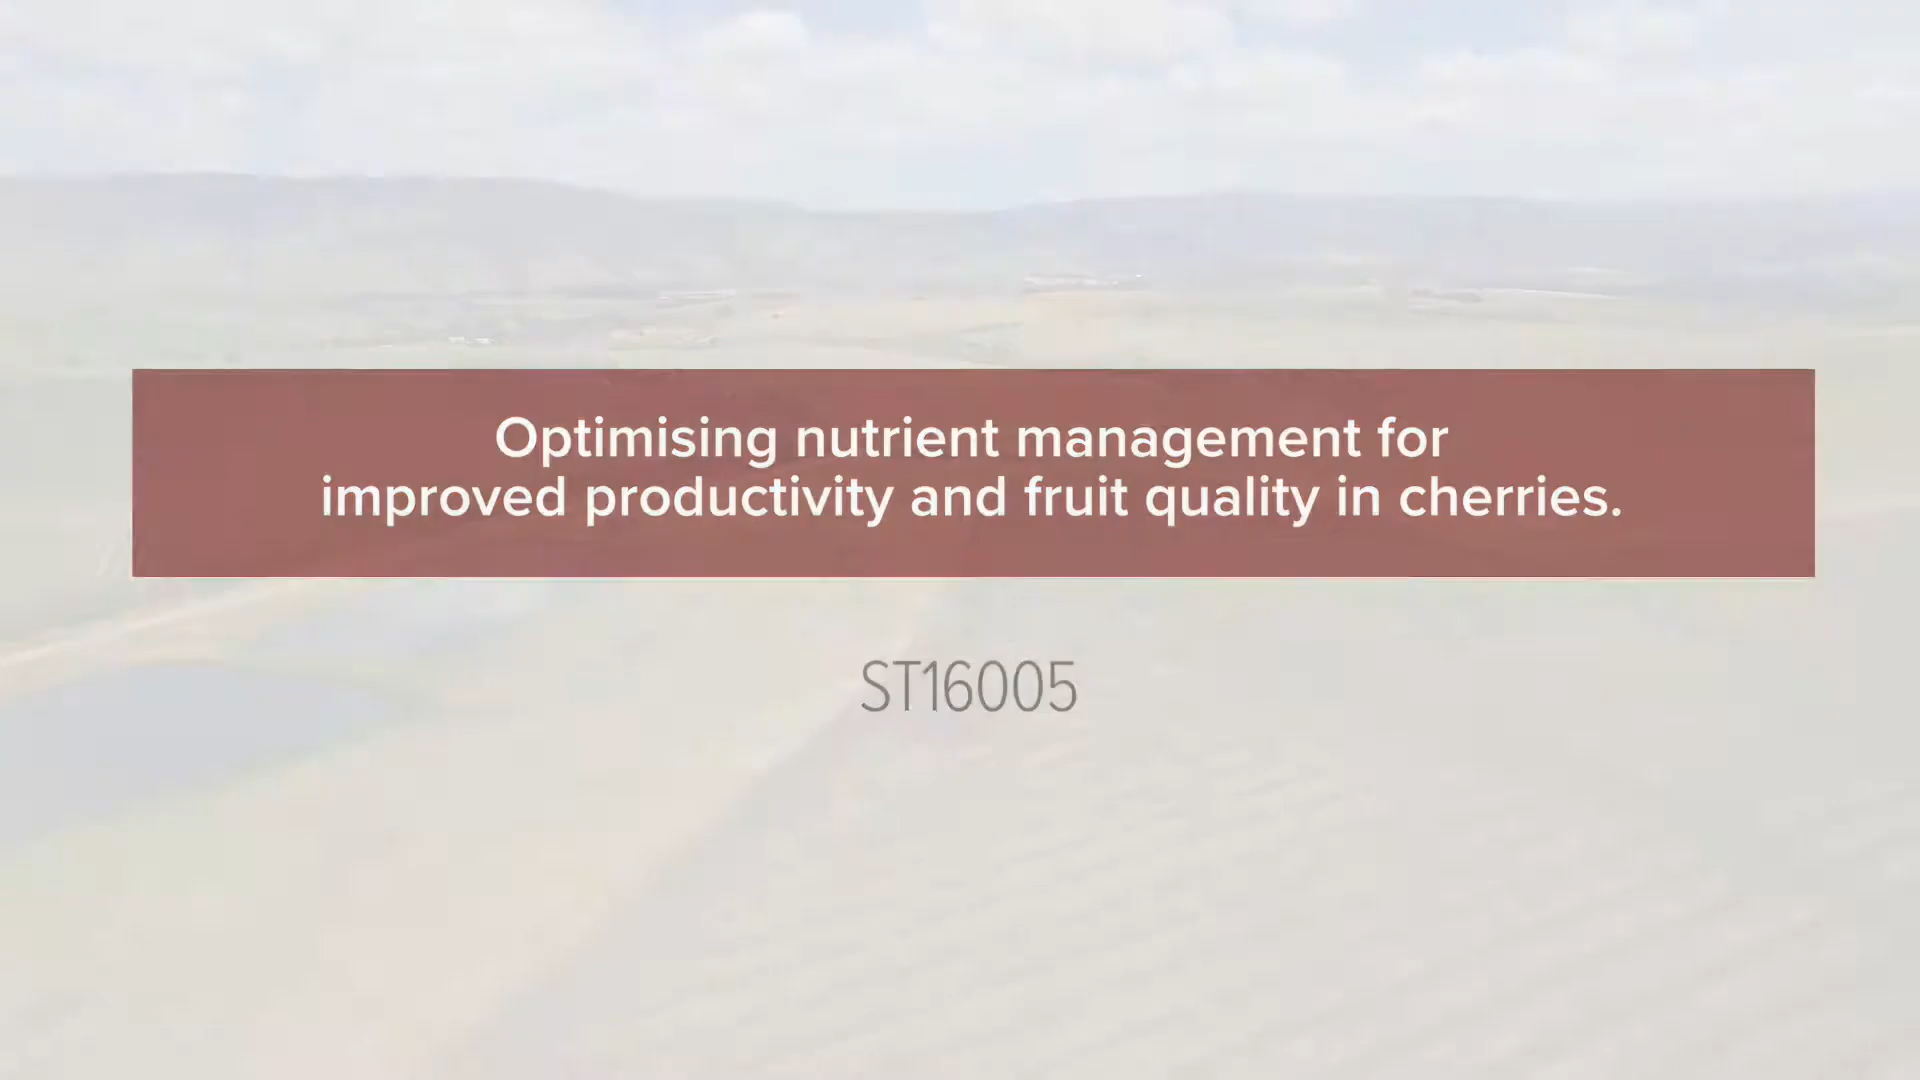 Optimising nutrient management for
improved productivity and fruit quality in cherries.
ST16005